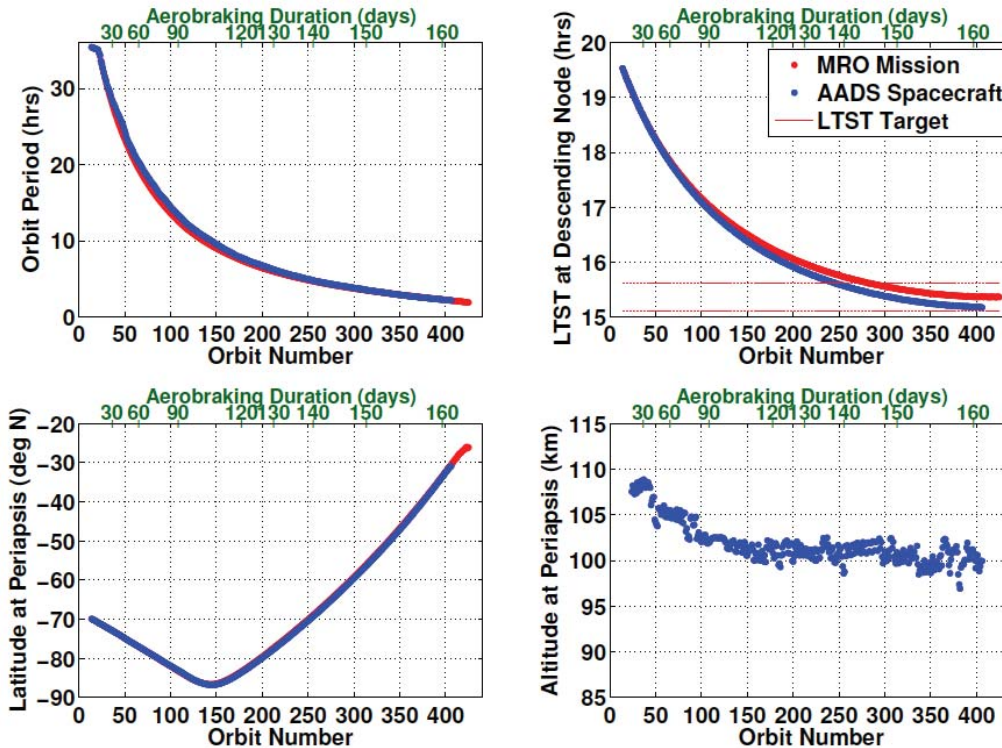 Aerobraking Duration (days)
30 60 90 120 130 140 150 160
30
20
10
0
Orbit Period (hrs)
0 50 100 150 200 250 300 350 400
Orbit Number
Aerobraking Duration (days)
30 60 90 120 130 140 150 160
20
19
18
17
16
15
LTST at Descending Node (hrs)
MRO Mission
AADS Spacecraft
LTST Target
0 50 100 150 200 250 300 350 400
Orbit Number
Aerobraking Duration (days)
30 60 90 120 130 140 150 160
−20
−30
−40
−50
−60
−70
−80
−90
Latitude at Periapsis (deg N)
0 50 100 150 200 250 300 350 400
Orbit Number
Aerobraking Duration (days)
30 60 90 120 130 140 150 160
115
110
105
100
95
90
85
Altitude at Periapsis (km)
0 50 100 150 200 250 300 350 400
Orbit Number